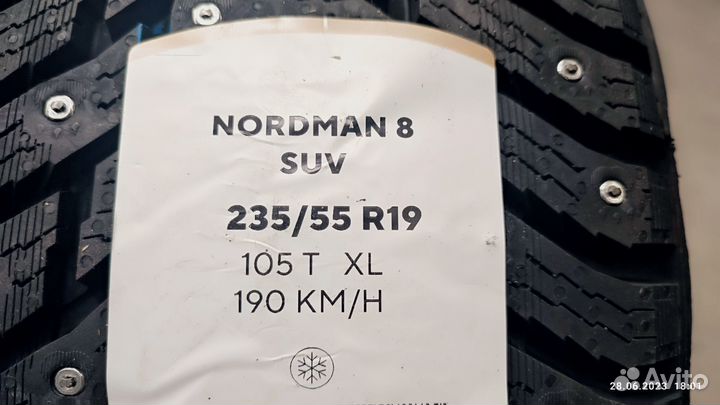 NORDMAN 8
SUV
235/55 R19
105 T XL
190 KM/H
28.06.2023 18:01
Avito